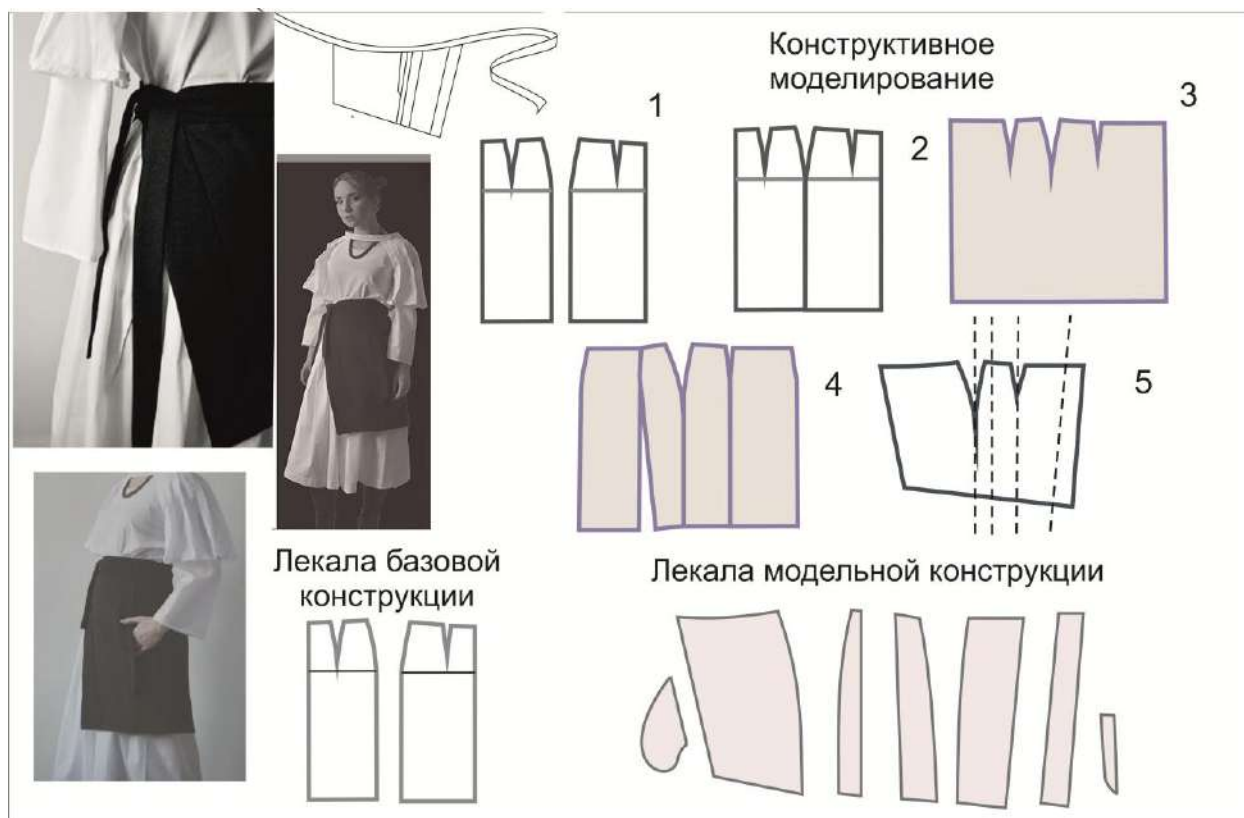 Конструктивное
моделирование
1
2
3
4
5
Лекала базовой
конструкции
Лекала модельной конструкции